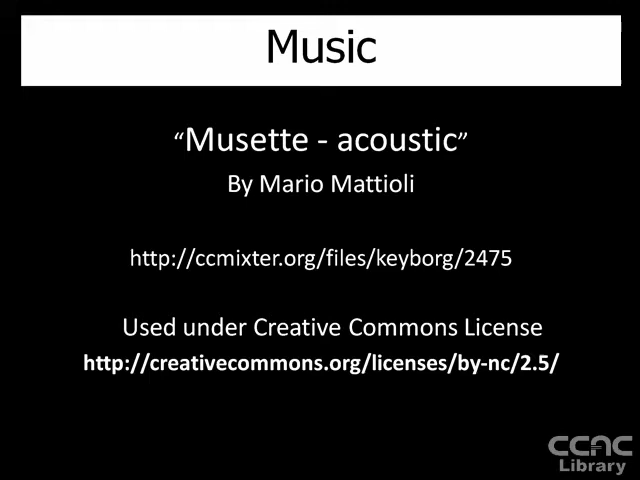 Music
“Musette - acoustic”
By Mario Mattioli
http://ccmixter.org/files/keyborg/2475
Used under Creative Commons License
http://creativecommons.org/licenses/by-nc/2.5/
CCNC
Library